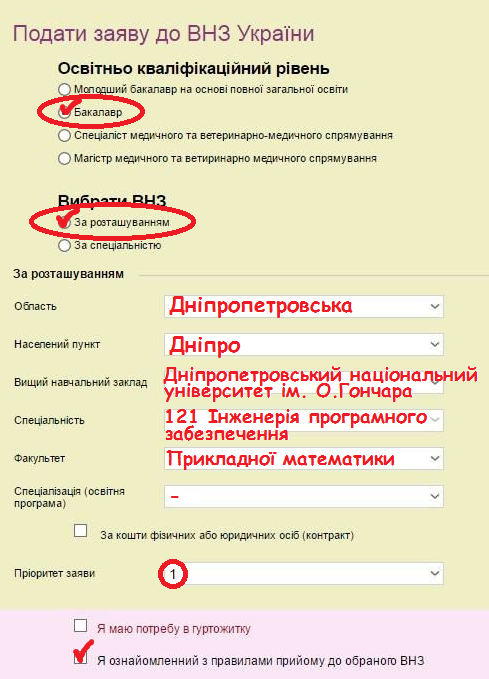 Подати заяву до ВНЗ України
Освітньо кваліфікаційний рівень
Молодший бакалавр на основі повної загальної освіти
Бакалавр
Спеціаліст медичного та ветеринарно-медичного спрямування
Магістр медичного та ветиринарно медичного спрямування
Вибрати ВНЗ
За розташуванням
За спеціальністю
За розташуванням
Область Дніпропетровська
Населений пункт Дніпро
Вищий навчальний заклад Дніпропетровський національний
університет ім. О.Гончара
Спеціальність 121 Інженерія програмного
забезпечення
Факультет Прикладної математики
Спеціалізація (освітня
програма) -
За кошти фізичних або юридичних осіб (контракт)
Пріоритет заяви 1
Я маю потребу в гуртожитку
Я ознайомленний з правилами прийому до обраного ВНЗ